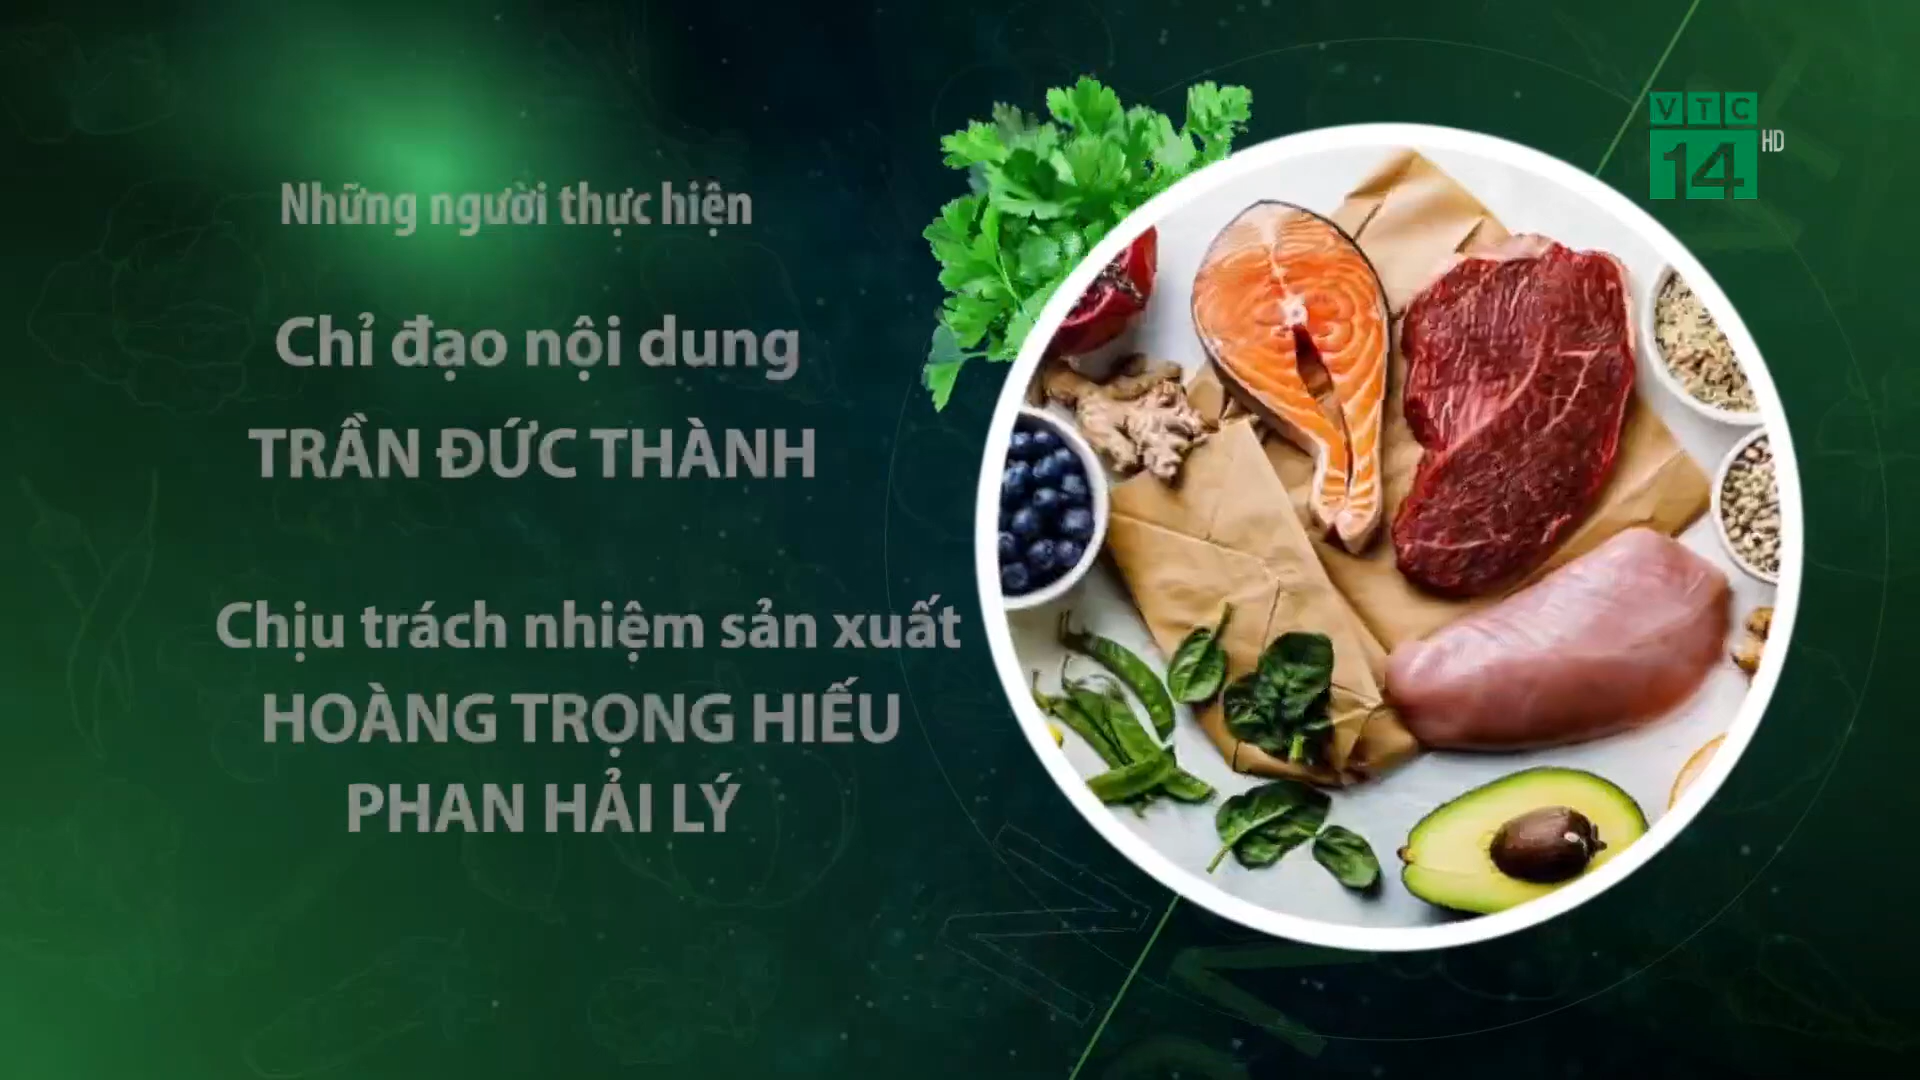 Những người thực hiện
Chỉ đạo nội dung
TRẦN ĐỨC THÀNH
Chịu trách nhiệm sản xuất
HOÀNG TRỌNG HIẾU
PHAN HẢI LÝ
VTC
14 HD